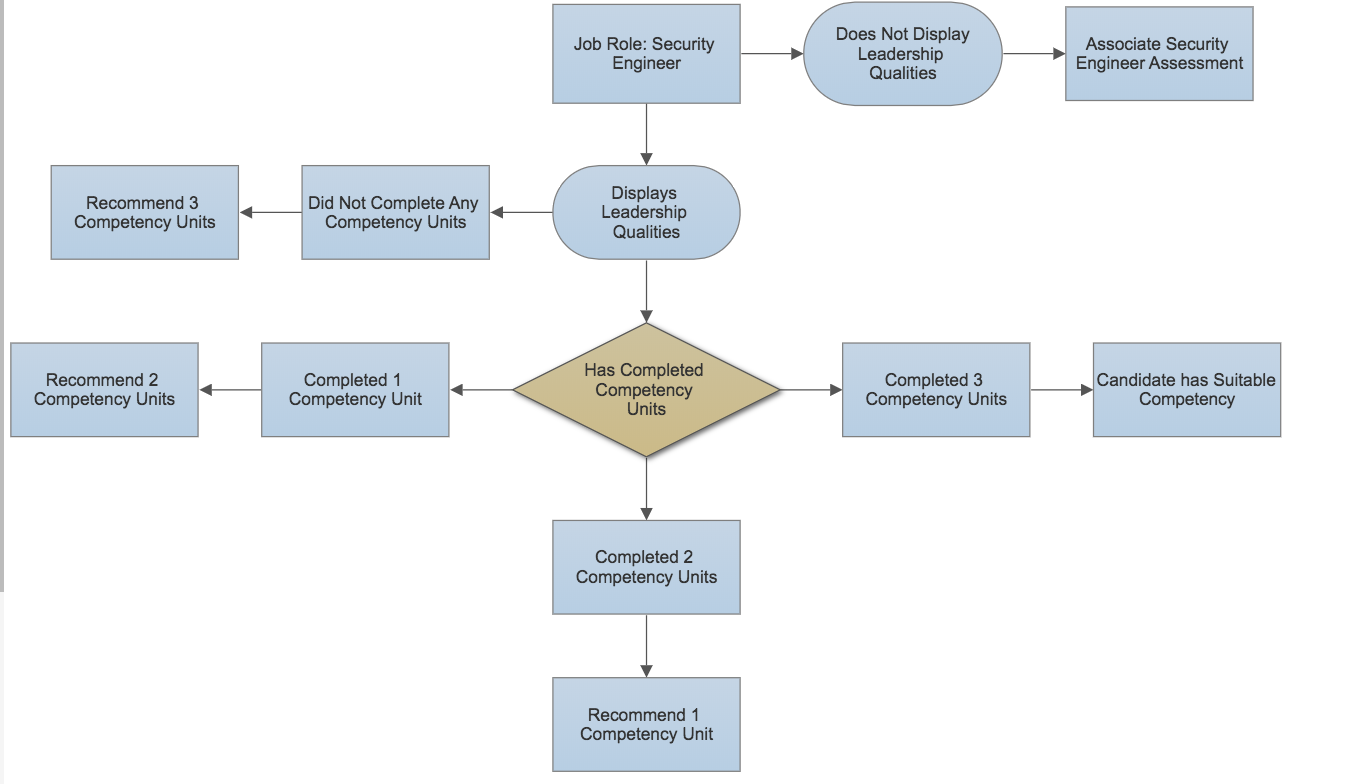 Job Role: Security
Engineer
Does Not Display
Leadership
Qualities
Associate Security
Engineer Assessment
Recommend 3
Competency Units
Did Not Complete Any
Competency Units
Displays
Leadership
Qualities
Recommend 2
Competency Units
Completed 1
Competency Unit
Has Completed
Competency
Units
Completed 3
Competency Units
Candidate has Suitable
Competency
Completed 2
Competency Units
Recommend 1
Competency Unit